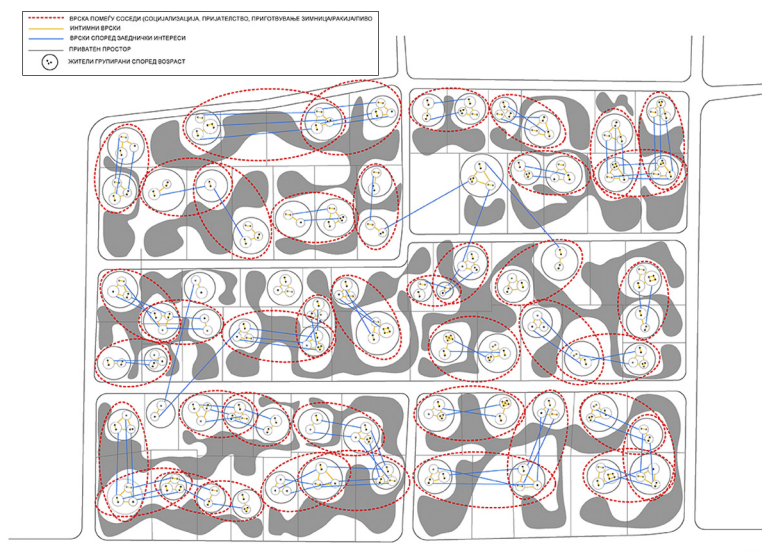 ВРСКА ПОМЕЃУ СОСЕДИ (СОЦИЈАЛИЗАЦИЈА, ПРИЈАТЕЛСТВО, ПРИГОТВУВАЊЕ ЗИМНИЦА/РАКИЈА/ПИВО
ИНТИМНИ ВРСКИ
ВРСКИ СПОРЕД ЗАЕДНИЧКИ ИНТЕРЕСИ
ПРИВАТЕН ПРОСТОР
ЖИТЕЛИ ГРУПИРАНИ СПОРЕД ВОЗРАСТ